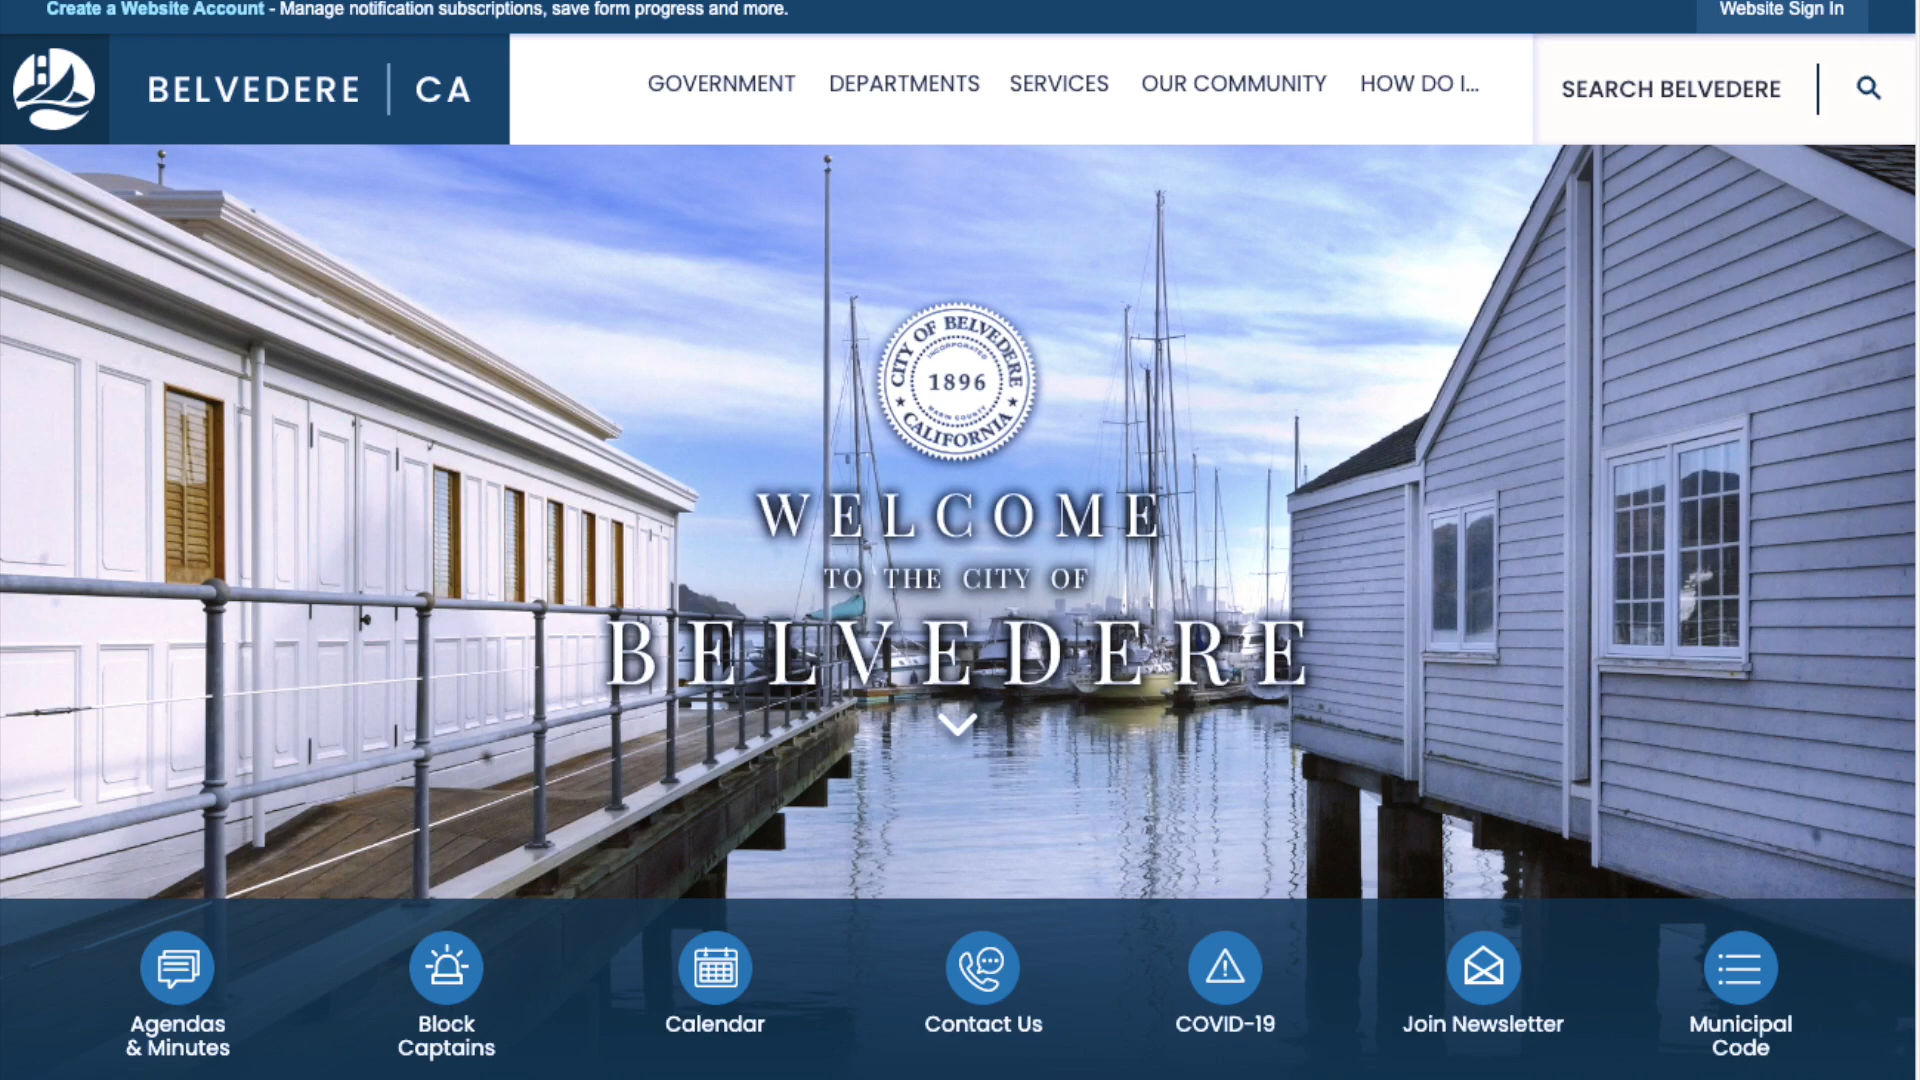 Create a Website Account - Manage notification subscriptions, save form progress and more.
Website Sign In
BELVEDERE | CA
GOVERNMENT
DEPARTMENTS
SERVICES
OUR COMMUNITY
HOW DO I...
SEARCH BELVEDERE
CITY OF BELVEDERE
INCORPORATED
1896
MARIN COUNTY
CALIFORNIA
WELCOME
TO THE CITY OF
BELVEDERE
Agendas
& Minutes
Block
Captains
Calendar
Contact Us
COVID-19
Join Newsletter
Municipal
Code